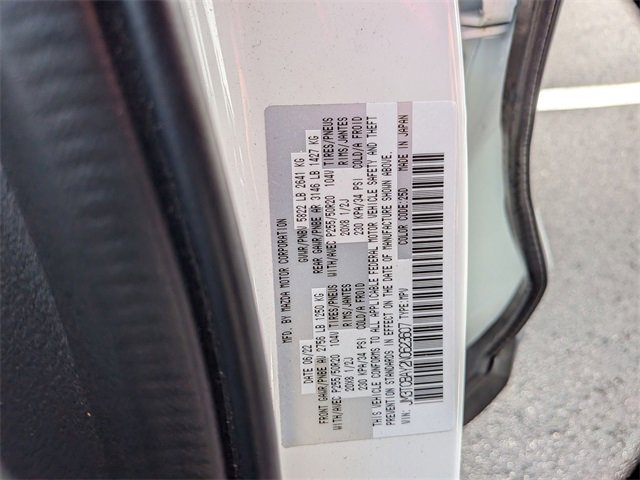 MFD.BY MAZDA MOTOR CORPORATION
DATE 06/22 GVWR/PNBV 5822 LB 2641 KG
FRONT GAWR/PNBE AV 2756 LB 1250 KG REAR GAWR/PNBE AR 3146 LB 1427 KG
WITH/AVEC P255/50R20 104V TIRES/PNEUS WITH/AVEC P255/50R20 104V TIRES/PNEUS
20X8 1/2J RIMS/JANTES 20X8 1/2J RIMS/JANTES
230 KPA/34 PSI COLD/A FROID 230 KPA/34 PSI COLD/A FROID
THIS VEHICLE CONFORMS TO ALL APPLICABLE FEDERAL MOTOR VEHICLE SAFETY AND THEFT
PREVENTION STANDARDS IN EFFECT ON THE DATE OF MANUFACTURE SHOWN ABOVE.
COLOR CODE:25D MADE IN JAPAN
VIN: JM3TCBAY2N0623607 TYPE:MPV